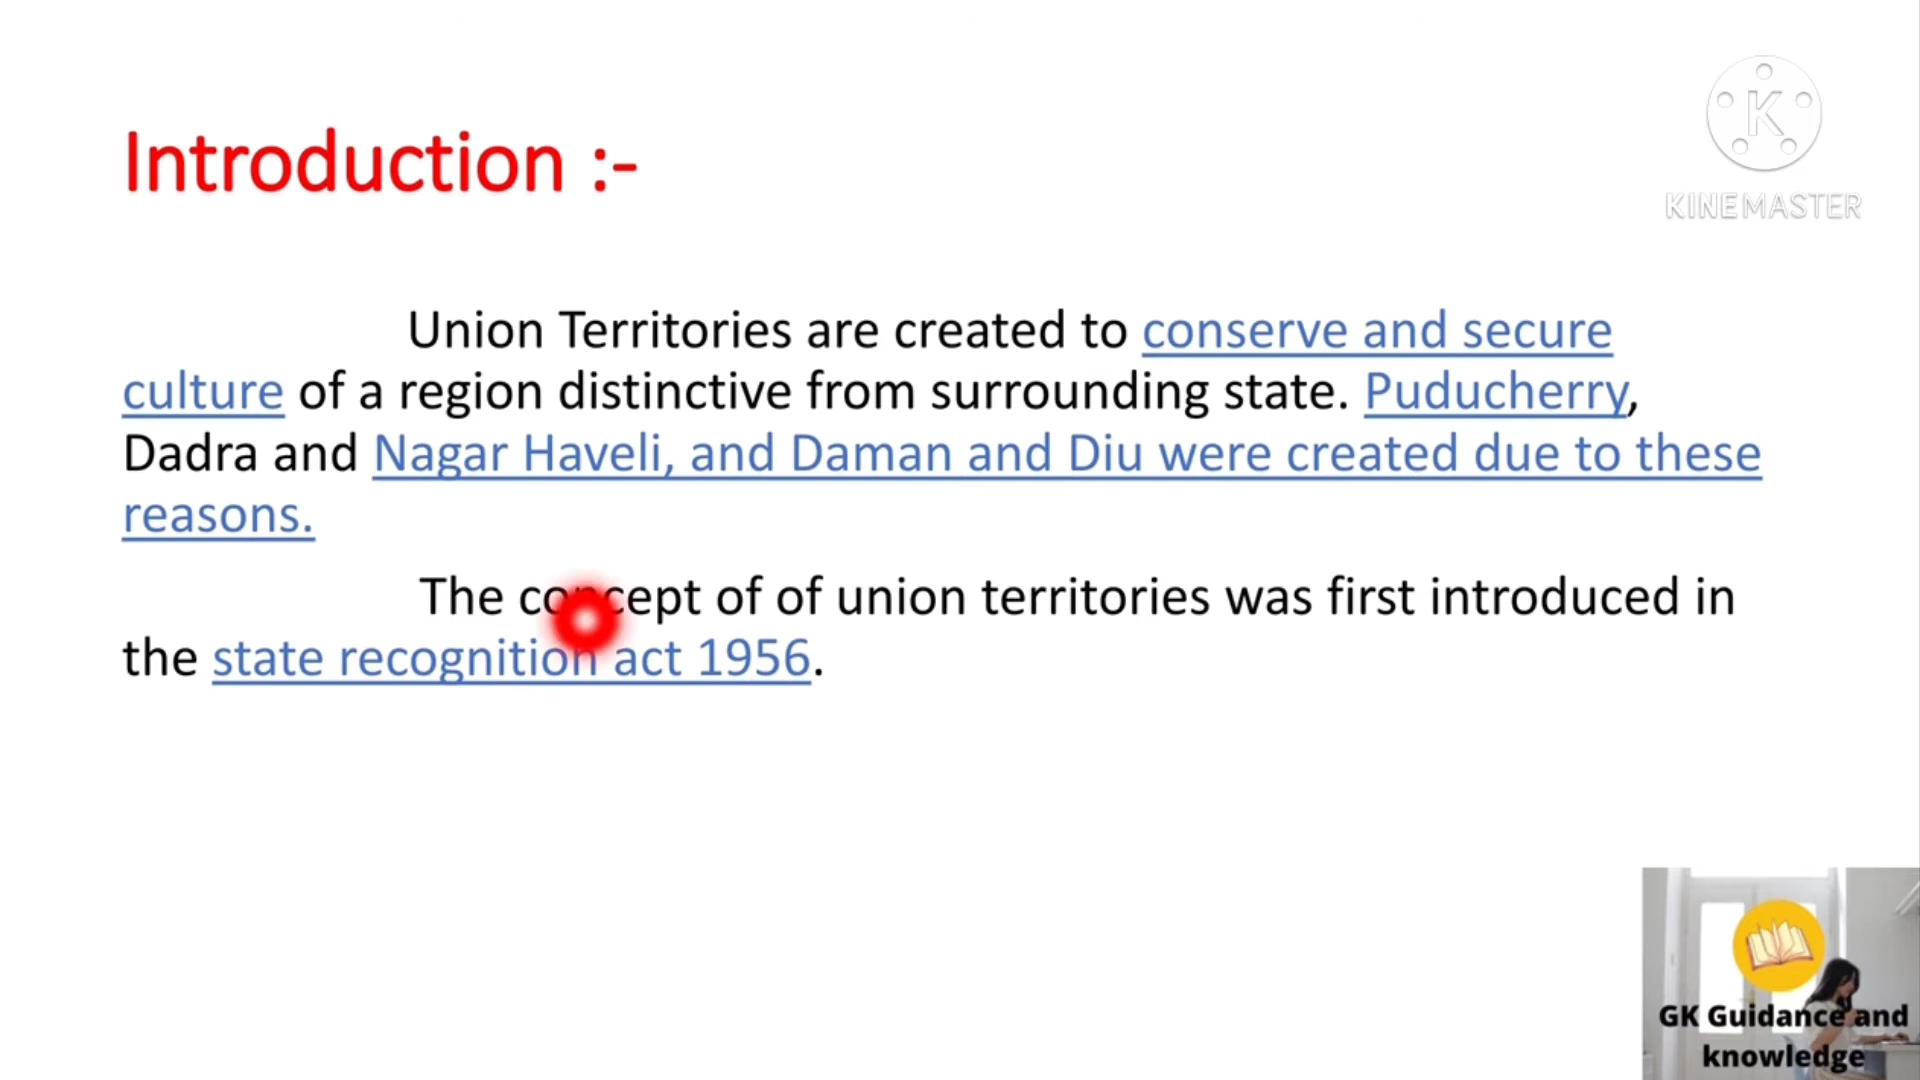 Introduction :-
KINEMASTER
Union Territories are created to conserve and secure
culture of a region distinctive from surrounding state. Puducherry,
Dadra and Nagar Haveli, and Daman and Diu were created due to these
reasons.
The concept of of union territories was first introduced in
the state recognition act 1956.
GK Guidance and
knowledge